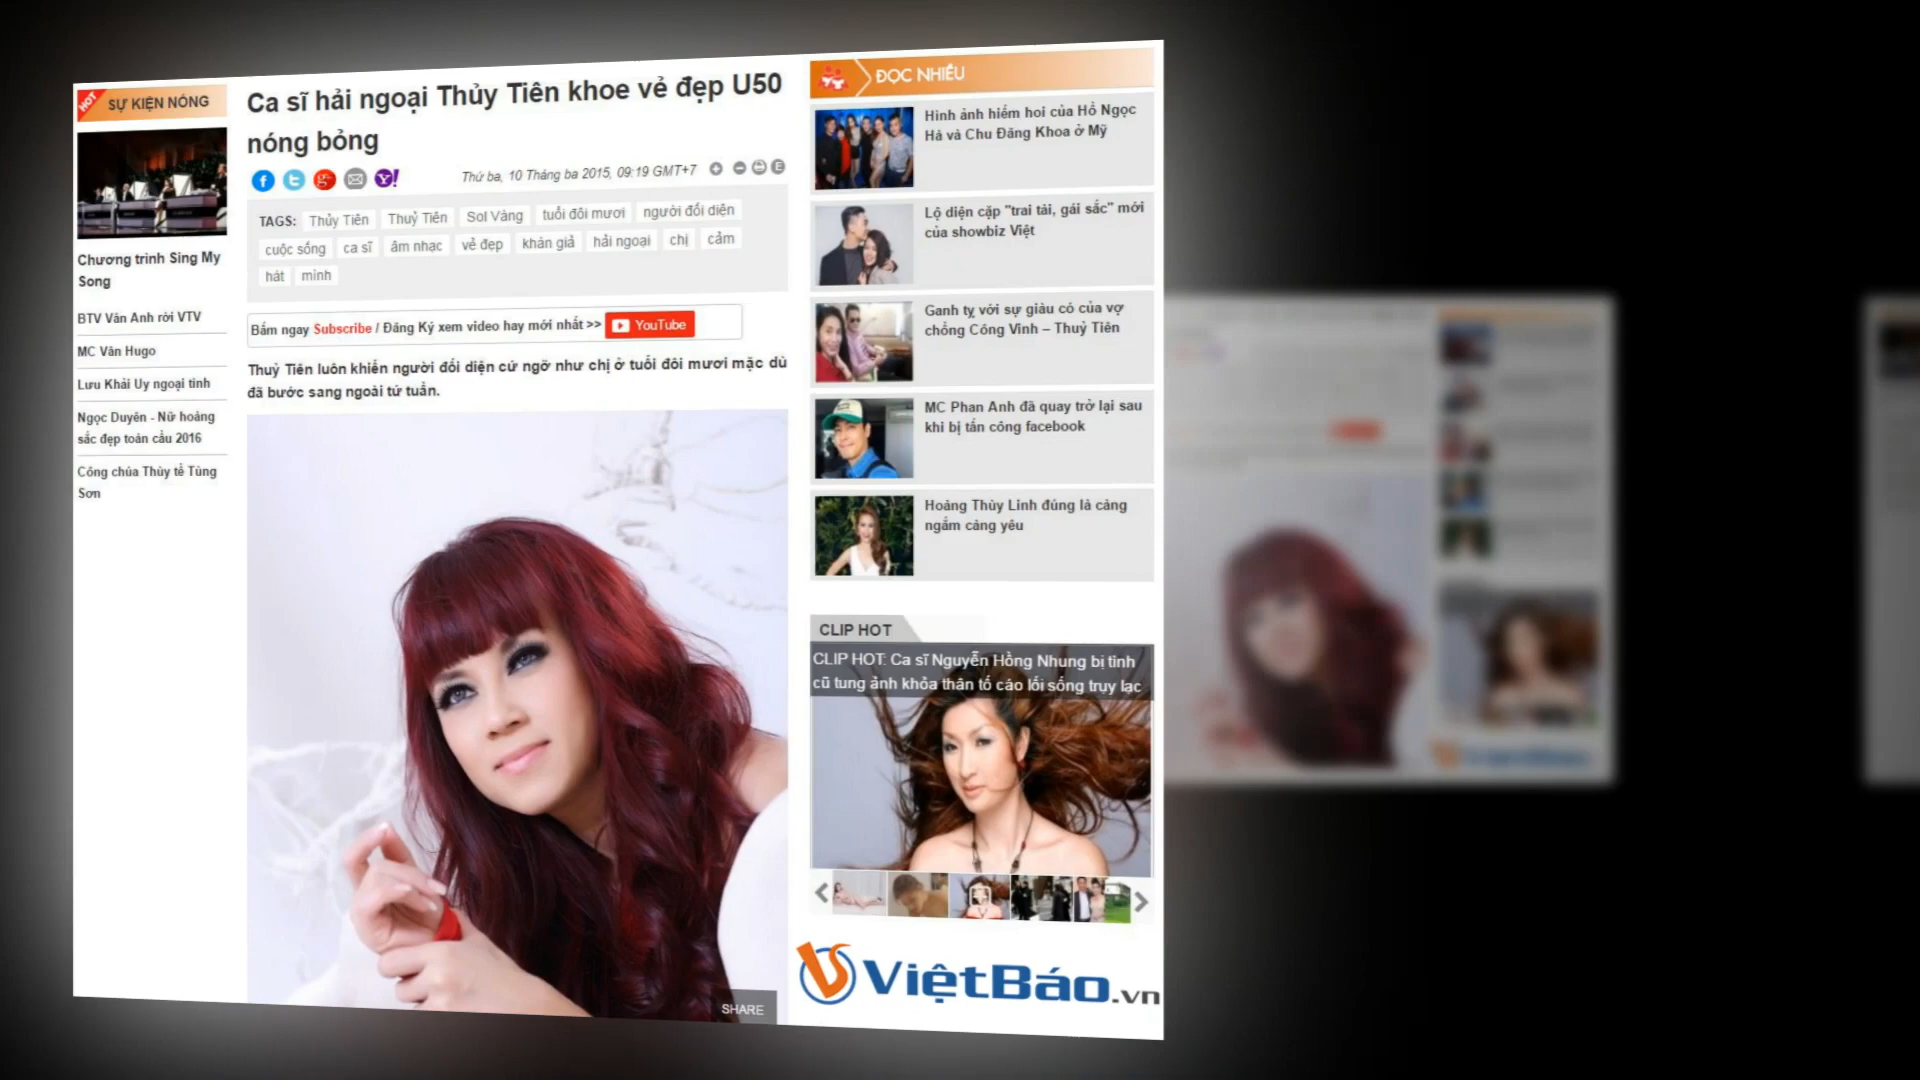 HOT
SỰ KIỆN NÓNG
Chương trình Sing My
Song
BTV Vân Anh rời VTV
MC Vân Hugo
Lưu Khải Uy ngoại tình
Ngọc Duyên - Nữ hoàng
sắc đẹp toàn cầu 2016
Công chúa Thủy tề Tùng
Sơn
Ca sĩ hải ngoại Thủy Tiên khoe vẻ đẹp U50
nóng bỏng
Thứ ba, 10 Tháng ba 2015, 09:19 GMT+7
TAGS: Thủy Tiên Thuỷ Tiên Sol Vàng tuổi đôi mươi người đối diện
cuộc sống ca sĩ âm nhạc vẻ đẹp khán giả hải ngoại chị cảm
hát mình
Bấm ngay Subscribe / Đăng Ký xem video hay mới nhất >> YouTube
Thuỷ Tiên luôn khiến người đối diện cứ ngỡ như chị ở tuổi đôi mươi mặc dù
đã bước sang ngoài tứ tuần.
SHARE
ĐỌC NHIỀU
Hình ảnh hiếm hoi của Hồ Ngọc
Hà và Chu Đăng Khoa ở Mỹ
Lộ diện cặp "trai tài, gái sắc" mới
của showbiz Việt
Ganh tỵ với sự giàu có của vợ
chồng Công Vinh – Thuỷ Tiên
MC Phan Anh đã quay trở lại sau
khi bị tấn công facebook
Hoàng Thùy Linh đúng là càng
ngắm càng yêu
CLIP HOT
CLIP HOT: Ca sĩ Nguyễn Hồng Nhung bị tình
cũ tung ảnh khỏa thân tố cáo lối sống trụy lạc
ViệtBáo.vn